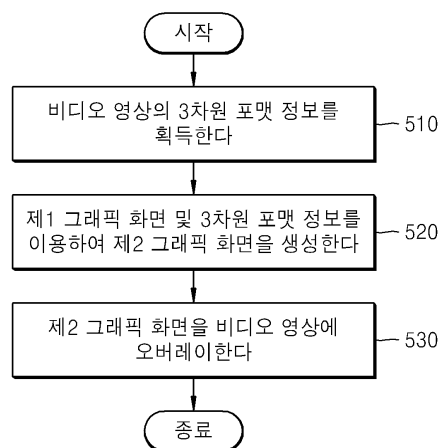 시작
비디오 영상의 3차원 포맷 정보를
획득한다
510
제1 그래픽 화면 및 3차원 포맷 정보를
이용하여 제2 그래픽 화면을 생성한다
520
제2 그래픽 화면을 비디오 영상에
오버레이한다
530
종료